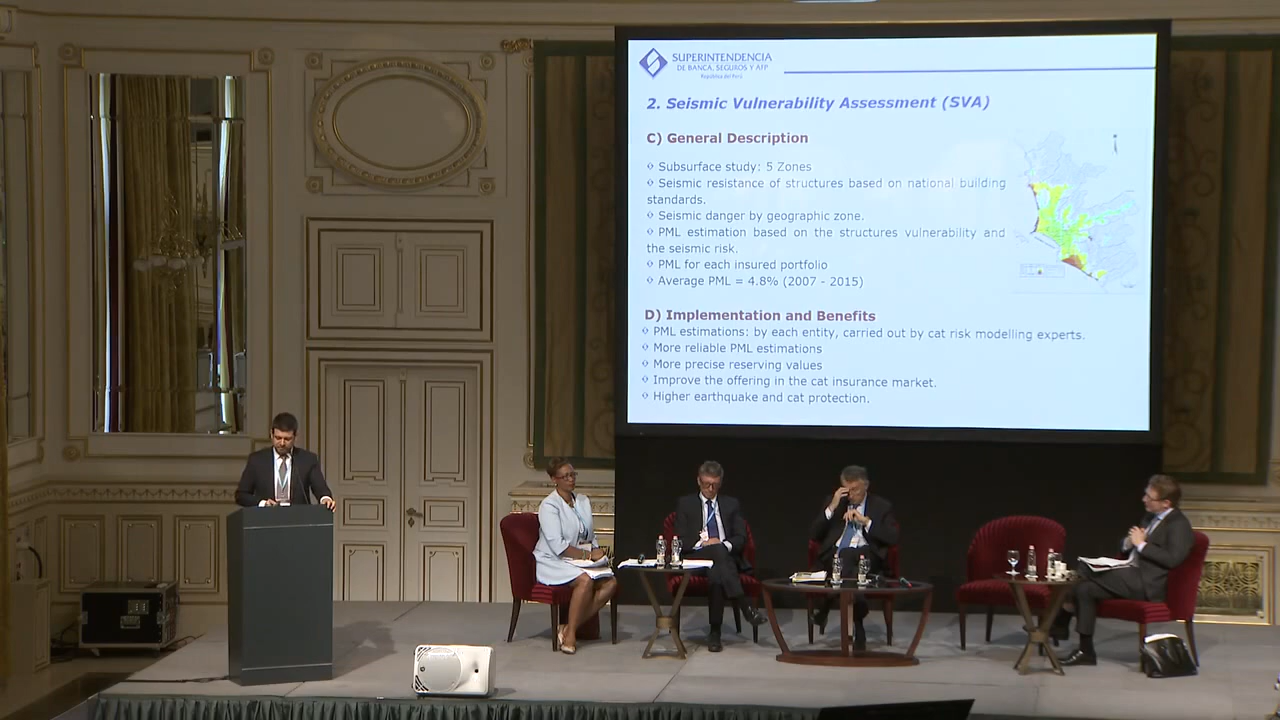 SUPERINTENDENCIA
DE BANCA, SEGUROS Y AFP
República del Perú
2. Seismic Vulnerability Assessment (SVA)
C) General Description
Subsurface study: 5 Zones
Seismic resistance of structures based on national building
standards.
Seismic danger by geographic zone.
PML estimation based on the structures vulnerability and
the seismic risk.
PML for each insured portfolio
Average PML = 4.8% (2007 - 2015)
D) Implementation and Benefits
PML estimations: by each entity, carried out by cat risk modelling experts.
More reliable PML estimations
More precise reserving values
Improve the offering in the cat insurance market.
Higher earthquake and cat protection.